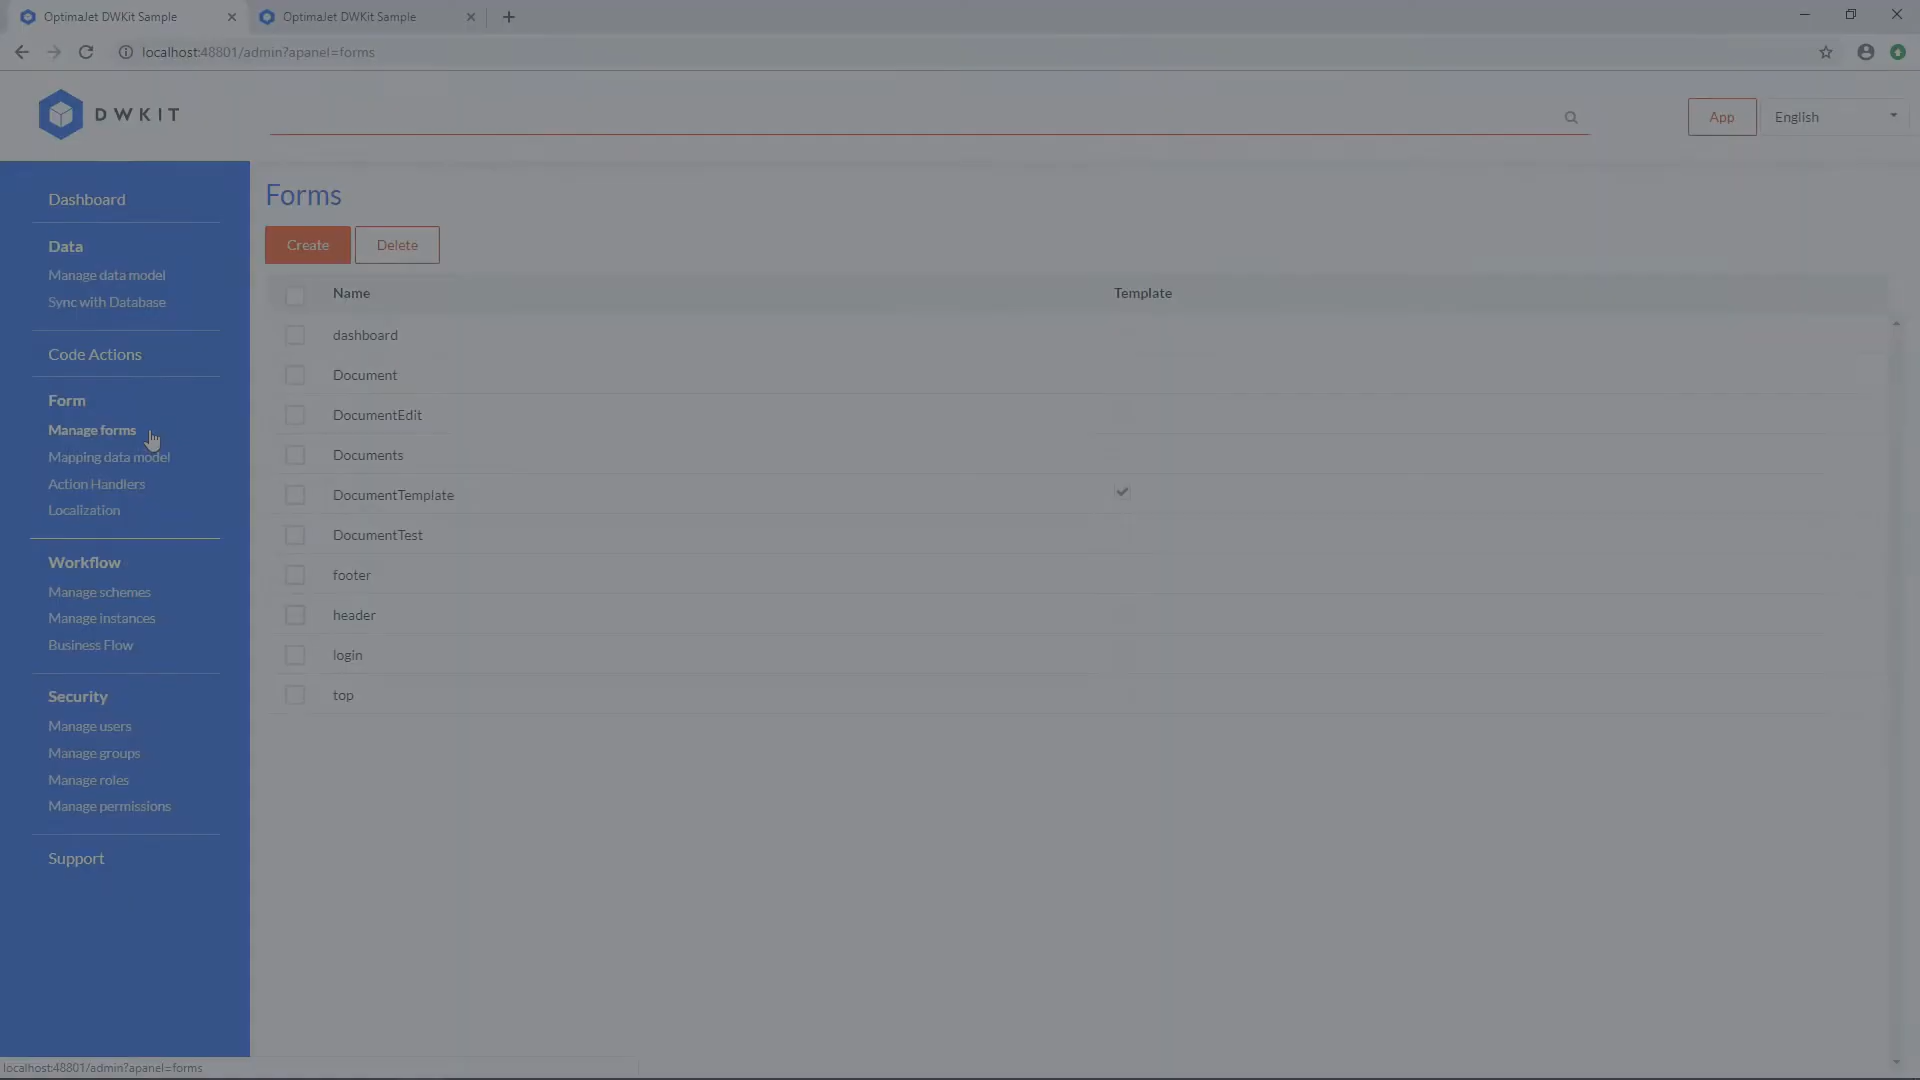 OptimaJet DWKit Sample
OptimaJet DWKit Sample
localhost:48801/admin?apanel=forms
DWKIT
App
English
Dashboard
Data
Manage data model
Sync with Database
Code Actions
Form
Manage forms
Mapping data model
Action Handlers
Localization
Workflow
Manage schemes
Manage instances
Business Flow
Security
Manage users
Manage groups
Manage roles
Manage permissions
Support
Forms
Create
Delete
Name
Template
dashboard
Document
DocumentEdit
Documents
DocumentTemplate
DocumentTest
footer
header
login
top
localhost:48801/admin?apanel=forms